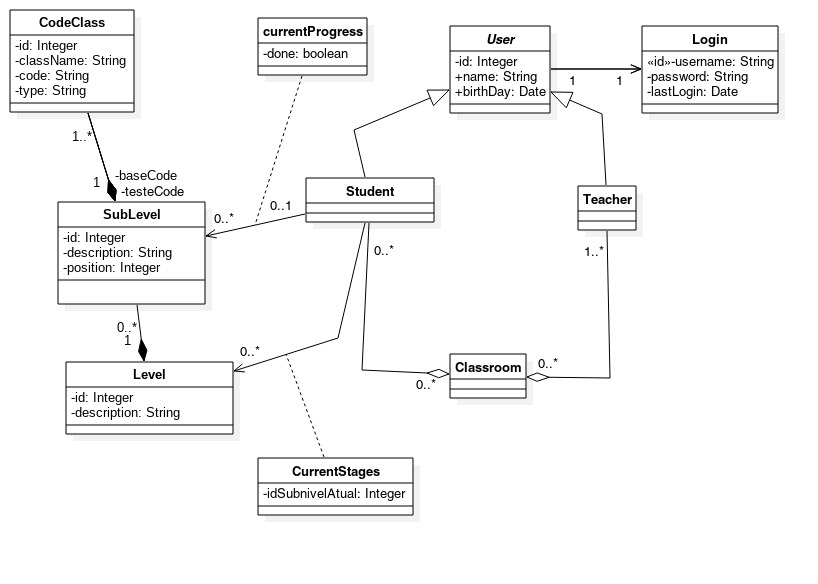 CodeClass
-id: Integer
-className: String
-code: String
-type: String
currentProgress
-done: boolean
User
-id: Integer
+name: String
+birthDay: Date
1
1
Login
«id»-username: String
-password: String
-lastLogin: Date
1..*
1
-baseCode
-testeCode
SubLevel
-id: Integer
-description: String
-position: Integer
0..*
0..1
Student
Teacher
0..*
1..*
0..*
1
Level
-id: Integer
-description: String
0..*
0..*
Classroom
0..*
CurrentStages
-idSubnivelAtual: Integer